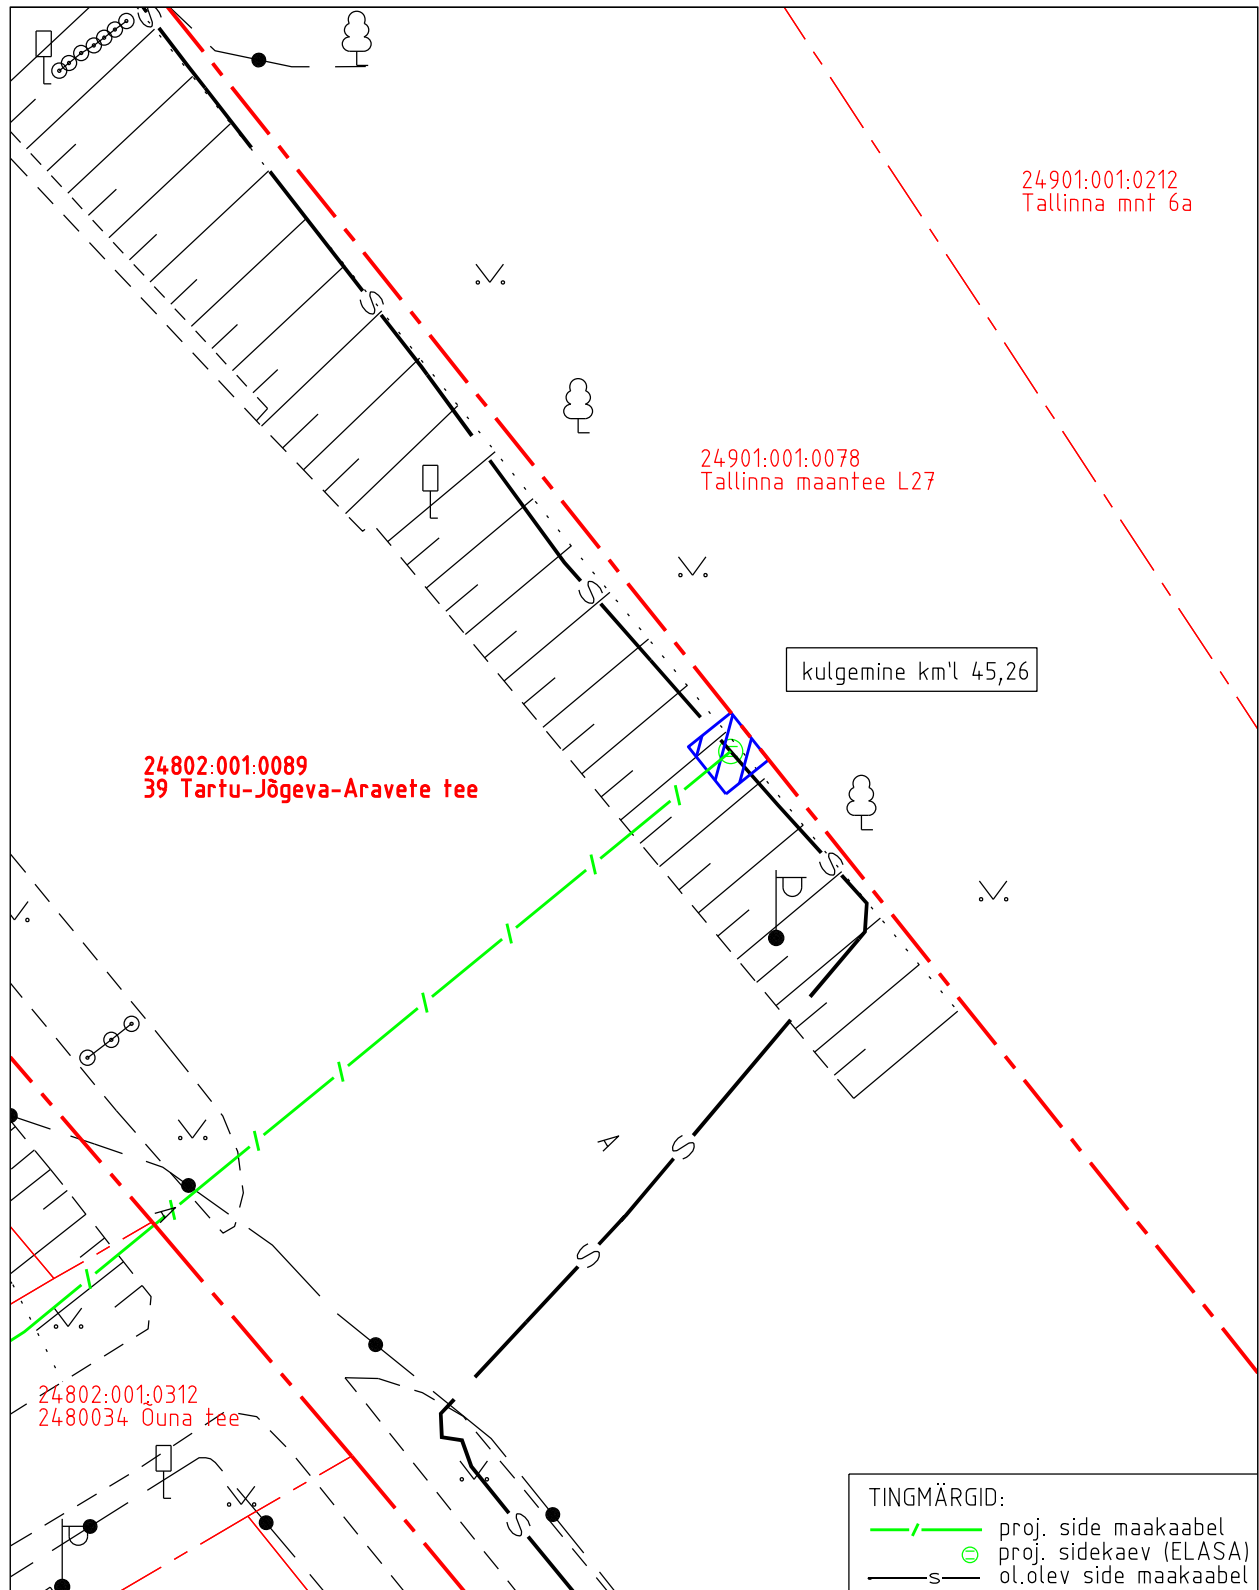 24901:001:0212
Tallinna mnt 6a
24901:001:0078
Tallinna maantee L27
kulgemine km'l 45,26
24802:001:0089
39 Tartu-Jõgeva-Aravete tee
S
S
S
S
A
S
A
S
24802:001:0312
2480034 Õuna tee
S
TINGMÄRGID:
proj. side maakaabel
proj. sidekaev (ELASA)
S ol.olev side maakaabel